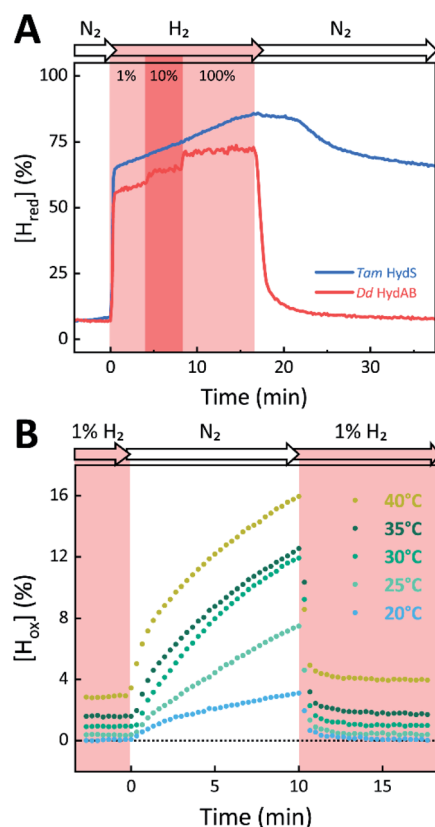 A
N₂
H₂
N₂
1%
10%
100%
100
75
50
25
0
[H_red] (%)
Tam HydS
Dd HydAB
0
10
20
30
Time (min)
B
1% H₂
N₂
1% H₂
16
12
8
4
0
[H_ox] (%)
40°C
35°C
30°C
25°C
20°C
0
5
10
15
Time (min)